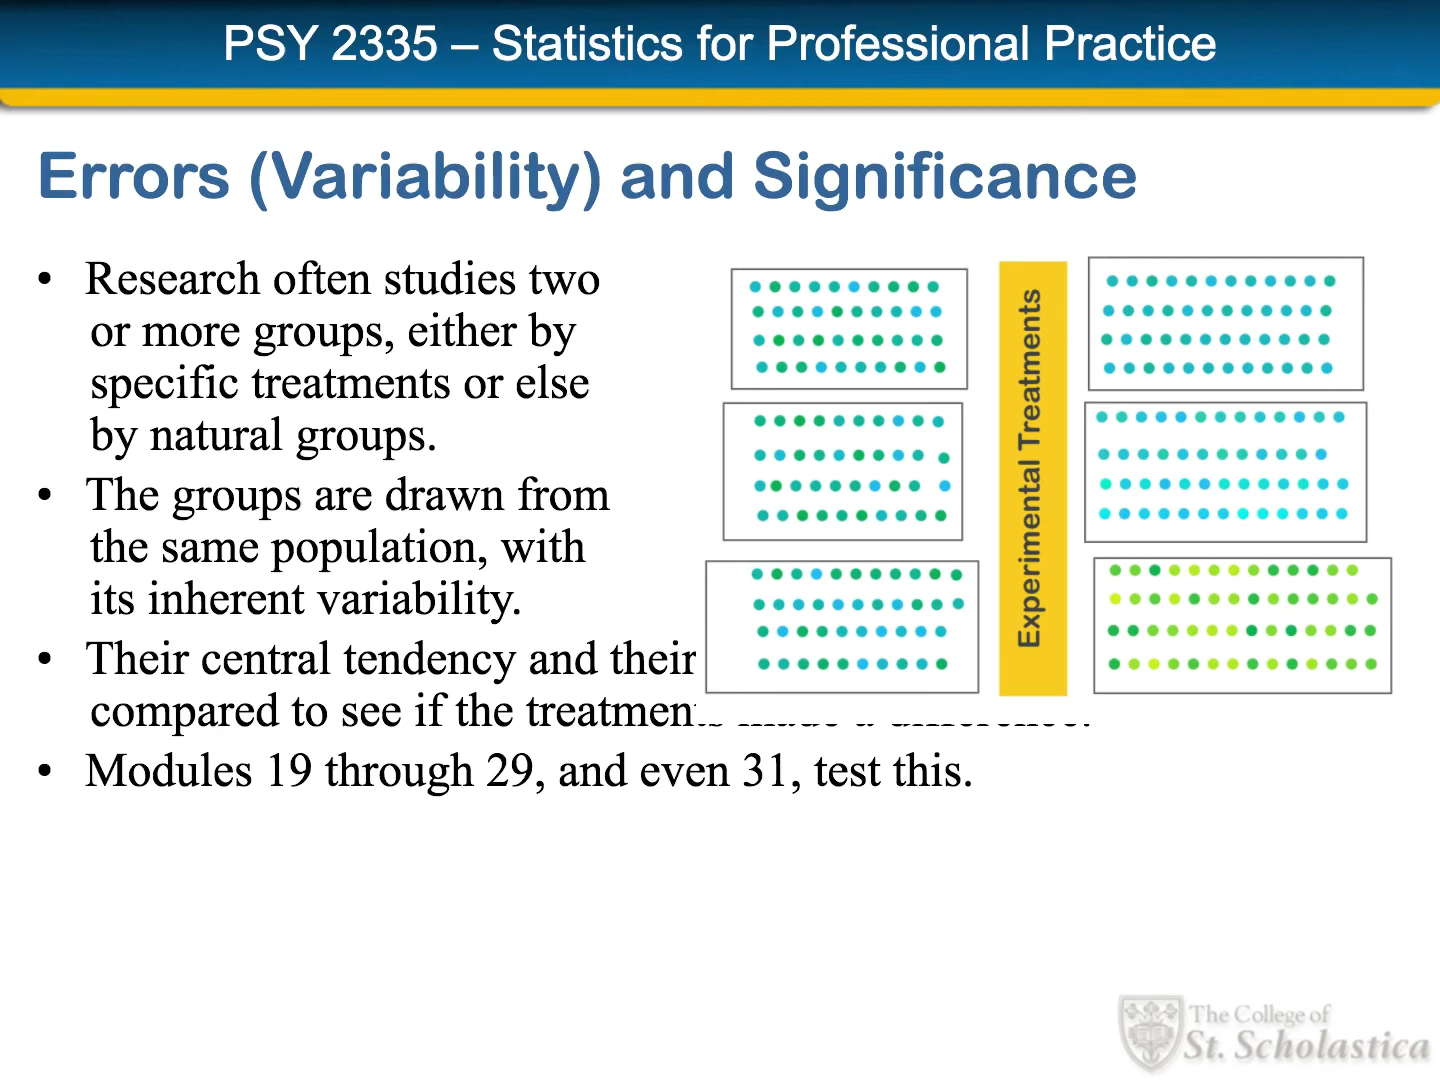 PSY 2335 – Statistics for Professional Practice
Errors (Variability) and Significance
• Research often studies two
or more groups, either by
specific treatments or else
by natural groups.
• The groups are drawn from
the same population, with
its inherent variability.
• Their central tendency and their
compared to see if the treatments made a difference.
• Modules 19 through 29, and even 31, test this.
Experimental Treatments
The College of
St. Scholastica